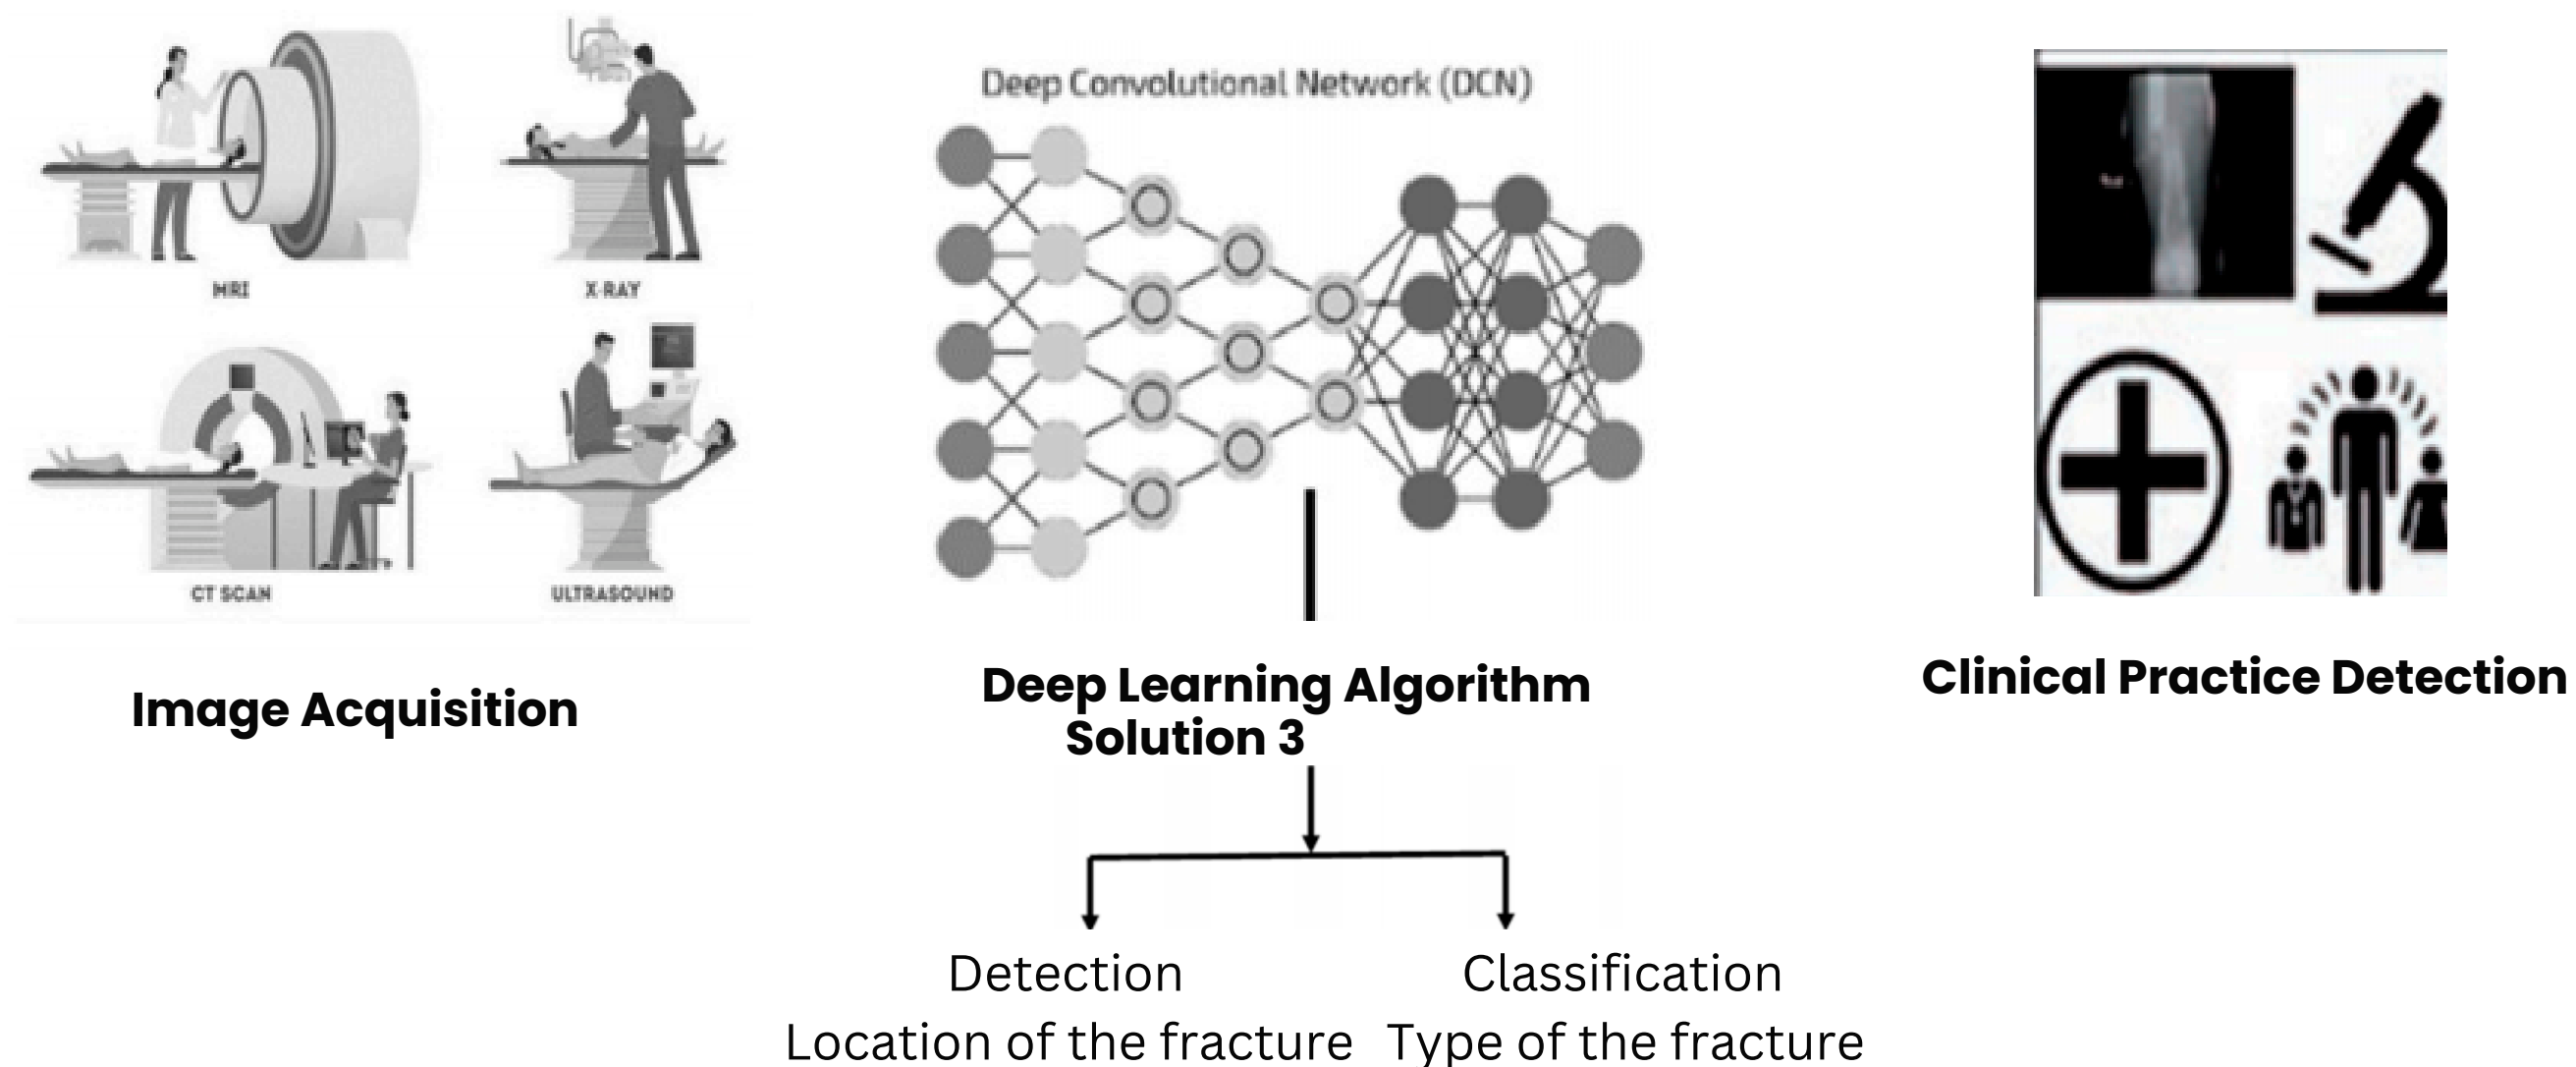 MRI
X-RAY
CT SCAN
ULTRASOUND
Image Acquisition
Deep Convolutional Network (DCN)
Deep Learning Algorithm
Solution 3
Detection
Location of the fracture
Classification
Type of the fracture
Clinical Practice Detection